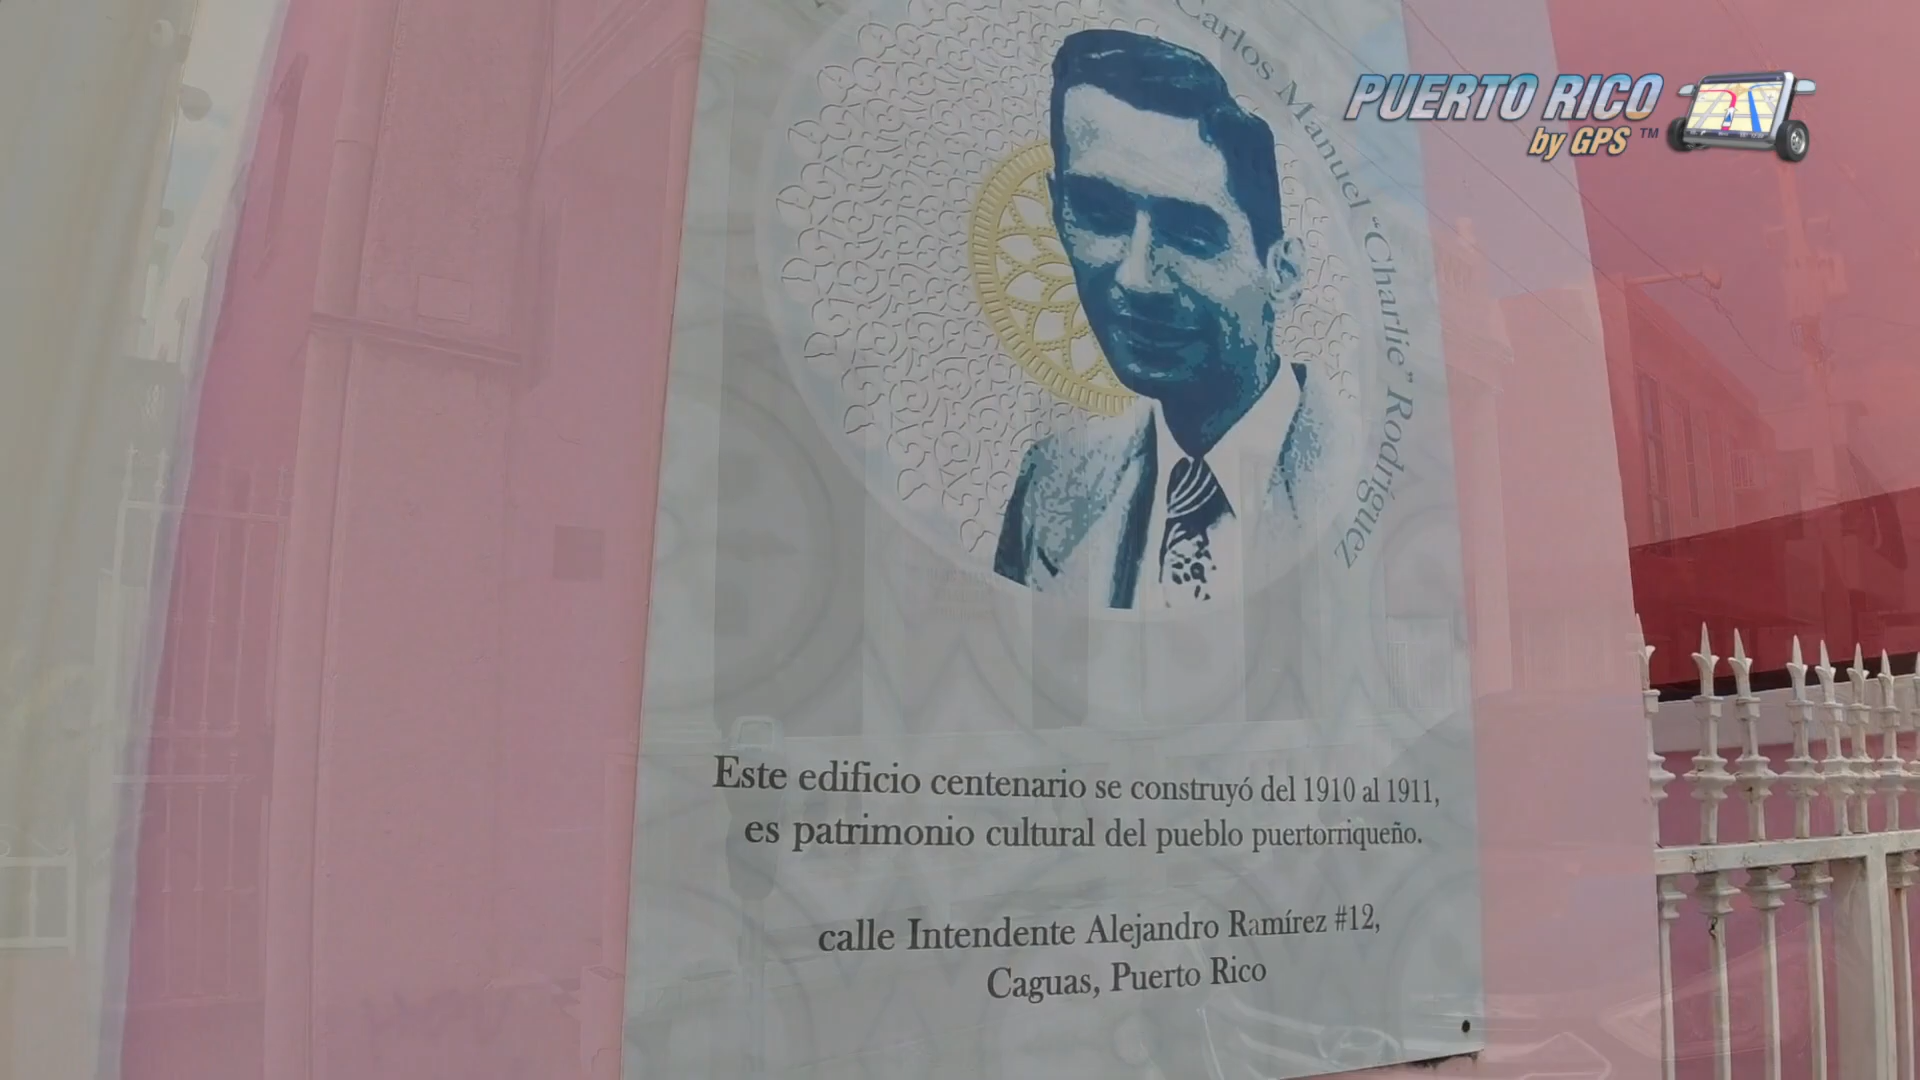 Carlos Manuel "Charlie" Rodríguez
PUERTO RICO
by GPS TM
Este edificio centenario se construyó del 1910 al 1911,
es patrimonio cultural del pueblo puertorriqueño.
calle Intendente Alejandro Ramírez #12,
Caguas, Puerto Rico